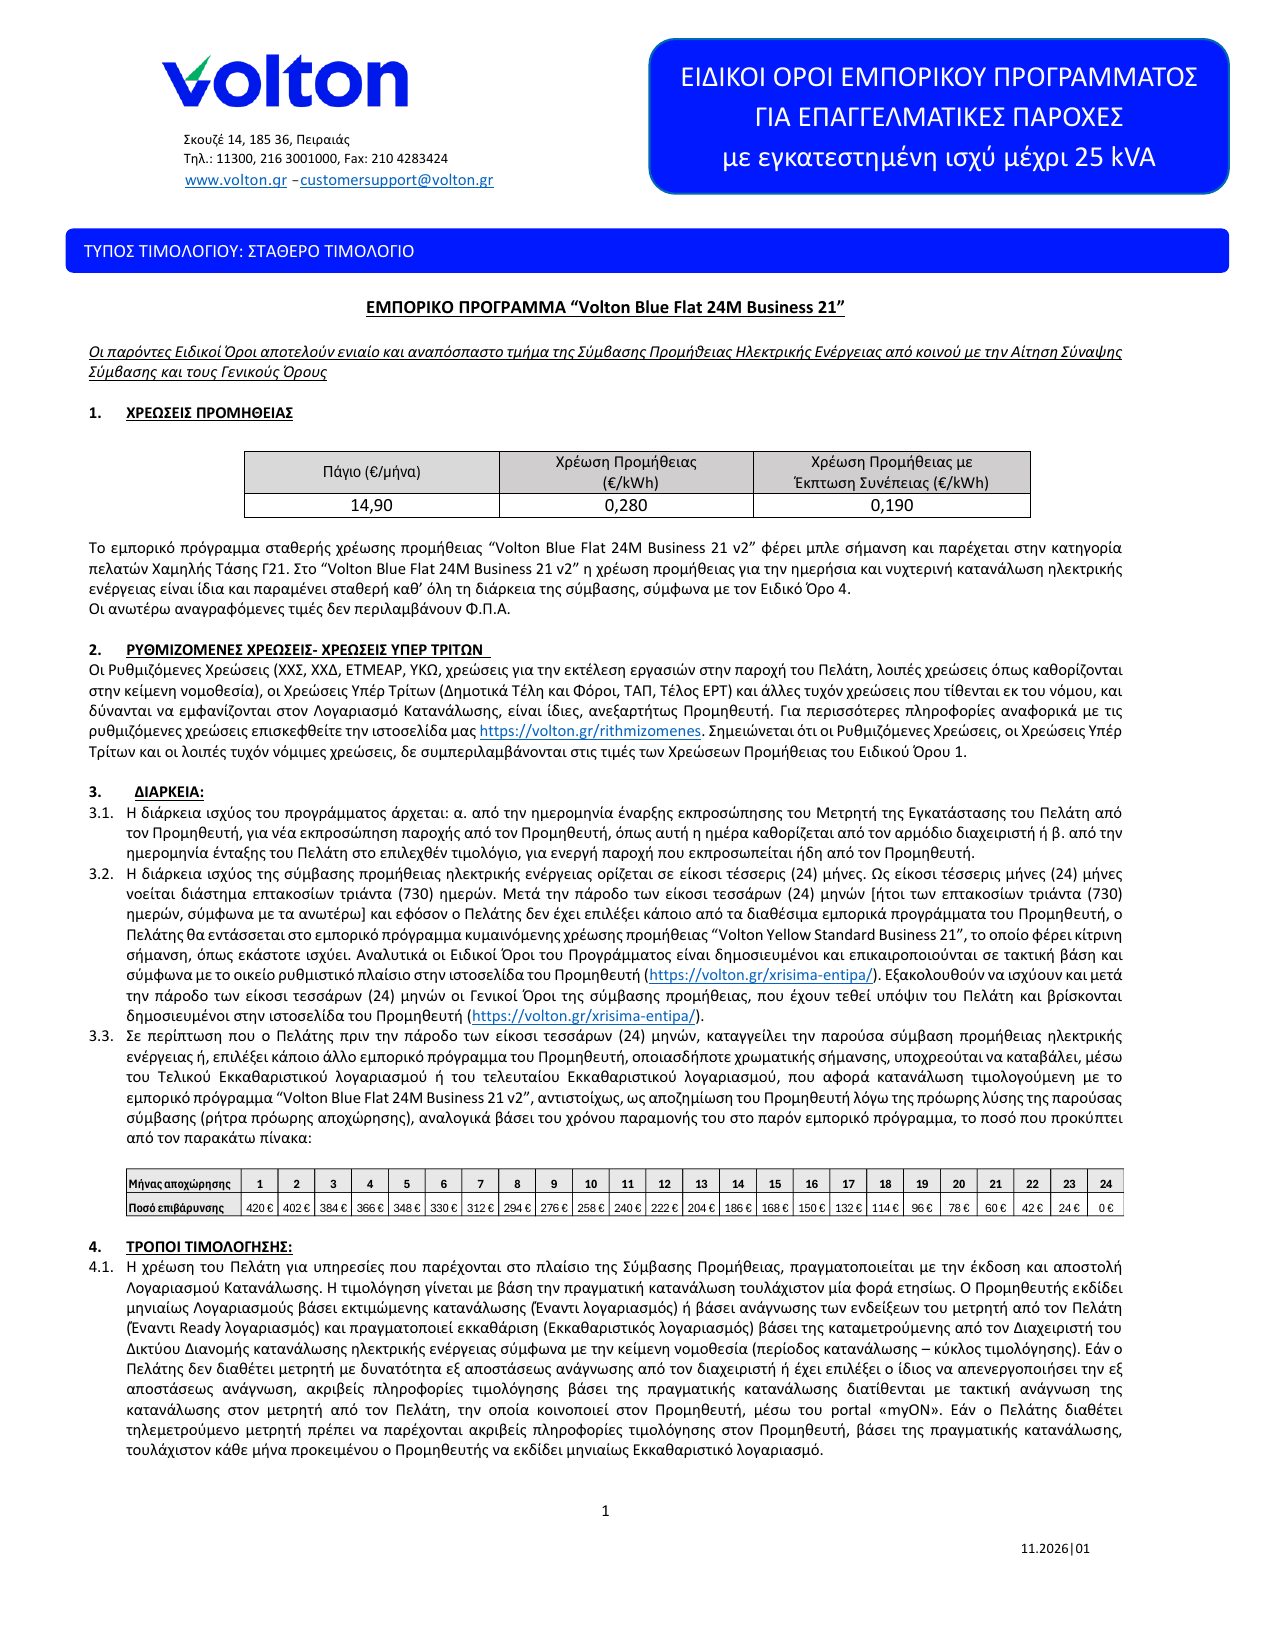 volton
ΕΙΔΙΚΟΙ ΟΡΟΙ ΕΜΠΟΡΙΚΟΥ ΠΡΟΓΡΑΜΜΑΤΟΣ
ΓΙΑ ΕΠΑΓΓΕΛΜΑΤΙΚΕΣ ΠΑΡΟΧΕΣ
με εγκατεστημένη ισχύ μέχρι 25 kVA
Σκουζέ 14, 185 36, Πειραιάς
Τηλ.: 11300, 216 3001000, Fax: 210 4283424
www.volton.gr –customersupport@volton.gr
ΤΥΠΟΣ ΤΙΜΟΛΟΓΙΟΥ: ΣΤΑΘΕΡΟ ΤΙΜΟΛΟΓΙΟ
ΕΜΠΟΡΙΚΟ ΠΡΟΓΡΑΜΜΑ “Volton Blue Flat 24M Business 21”
Οι παρόντες Ειδικοί Όροι αποτελούν ενιαίο και αναπόσπαστο τμήμα της Σύμβασης Προμήθειας Ηλεκτρικής Ενέργειας από κοινού με την Αίτηση Σύναψης
Σύμβασης και τους Γενικούς Όρους
1. ΧΡΕΩΣΕΙΣ ΠΡΟΜΗΘΕΙΑΣ
Πάγιο (€/μήνα) Χρέωση Προμήθειας Χρέωση Προμήθειας με
(€/kWh) Έκπτωση Συνέπειας (€/kWh)
14,90 0,280 0,190
Το εμπορικό πρόγραμμα σταθερής χρέωσης προμήθειας “Volton Blue Flat 24M Business 21 v2” φέρει μπλε σήμανση και παρέχεται στην κατηγορία
πελατών Χαμηλής Τάσης Γ21. Στο “Volton Blue Flat 24M Business 21 v2” η χρέωση προμήθειας για την ημερήσια και νυχτερινή κατανάλωση ηλεκτρικής
ενέργειας είναι ίδια και παραμένει σταθερή καθ’ όλη τη διάρκεια της σύμβασης, σύμφωνα με τον Ειδικό Όρο 4.
Οι ανωτέρω αναγραφόμενες τιμές δεν περιλαμβάνουν Φ.Π.Α.
2. ΡΥΘΜΙΖΟΜΕΝΕΣ ΧΡΕΩΣΕΙΣ- ΧΡΕΩΣΕΙΣ ΥΠΕΡ ΤΡΙΤΩΝ
Οι Ρυθμιζόμενες Χρεώσεις (ΧΧΣ, ΧΧΔ, ΕΤΜΕΑΡ, ΥΚΩ, χρεώσεις για την εκτέλεση εργασιών στην παροχή του Πελάτη, λοιπές χρεώσεις όπως καθορίζονται
στην κείμενη νομοθεσία), οι Χρεώσεις Υπέρ Τρίτων (Δημοτικά Τέλη και Φόροι, ΤΑΠ, Τέλος ΕΡΤ) και άλλες τυχόν χρεώσεις που τίθενται εκ του νόμου, και
δύνανται να εμφανίζονται στον Λογαριασμό Κατανάλωσης, είναι ίδιες, ανεξαρτήτως Προμηθευτή. Για περισσότερες πληροφορίες αναφορικά με τις
ρυθμιζόμενες χρεώσεις επισκεφθείτε την ιστοσελίδα μας https://volton.gr/rithmizomenes. Σημειώνεται ότι οι Ρυθμιζόμενες Χρεώσεις, οι Χρεώσεις Υπέρ
Τρίτων και οι λοιπές τυχόν νόμιμες χρεώσεις, δε συμπεριλαμβάνονται στις τιμές των Χρεώσεων Προμήθειας του Ειδικού Όρου 1.
3. ΔΙΑΡΚΕΙΑ:
3.1. Η διάρκεια ισχύος του προγράμματος άρχεται: α. από την ημερομηνία έναρξης εκπροσώπησης του Μετρητή της Εγκατάστασης του Πελάτη από
τον Προμηθευτή, για νέα εκπροσώπηση παροχής από τον Προμηθευτή, όπως αυτή η ημέρα καθορίζεται από τον αρμόδιο διαχειριστή ή β. από την
ημερομηνία ένταξης του Πελάτη στο επιλεχθέν τιμολόγιο, για ενεργή παροχή που εκπροσωπείται ήδη από τον Προμηθευτή.
3.2. Η διάρκεια ισχύος της σύμβασης προμήθειας ηλεκτρικής ενέργειας ορίζεται σε είκοσι τέσσερις (24) μήνες. Ως είκοσι τέσσερις μήνες (24) μήνες
νοείται διάστημα επτακοσίων τριάντα (730) ημερών. Μετά την πάροδο των είκοσι τεσσάρων (24) μηνών [ήτοι των επτακοσίων τριάντα (730)
ημερών, σύμφωνα με τα ανωτέρω] και εφόσον ο Πελάτης δεν έχει επιλέξει κάποιο από τα διαθέσιμα εμπορικά προγράμματα του Προμηθευτή, ο
Πελάτης θα εντάσσεται στο εμπορικό πρόγραμμα κυμαινόμενης χρέωσης προμήθειας “Volton Yellow Standard Business 21”, το οποίο φέρει κίτρινη
σήμανση, όπως εκάστοτε ισχύει. Αναλυτικά οι Ειδικοί Όροι του Προγράμματος είναι δημοσιευμένοι και επικαιροποιούνται σε τακτική βάση και
σύμφωνα με το οικείο ρυθμιστικό πλαίσιο στην ιστοσελίδα του Προμηθευτή (https://volton.gr/xrisima-entipa/). Εξακολουθούν να ισχύουν και μετά
την πάροδο των είκοσι τεσσάρων (24) μηνών οι Γενικοί Όροι της σύμβασης προμήθειας, που έχουν τεθεί υπόψιν του Πελάτη και βρίσκονται
δημοσιευμένοι στην ιστοσελίδα του Προμηθευτή (https://volton.gr/xrisima-entipa/).
3.3. Σε περίπτωση που ο Πελάτης πριν την πάροδο των είκοσι τεσσάρων (24) μηνών, καταγγείλει την παρούσα σύμβαση προμήθειας ηλεκτρικής
ενέργειας ή, επιλέξει κάποιο άλλο εμπορικό πρόγραμμα του Προμηθευτή, οποιασδήποτε χρωματικής σήμανσης, υποχρεούται να καταβάλει, μέσω
του Τελικού Εκκαθαριστικού λογαριασμού ή του τελευταίου Εκκαθαριστικού λογαριασμού, που αφορά κατανάλωση τιμολογούμενη με το
εμπορικό πρόγραμμα “Volton Blue Flat 24M Business 21 v2”, αντιστοίχως, ως αποζημίωση του Προμηθευτή λόγω της πρόωρης λύσης της παρούσας
σύμβασης (ρήτρα πρόωρης αποχώρησης), αναλογικά βάσει του χρόνου παραμονής του στο παρόν εμπορικό πρόγραμμα, το ποσό που προκύπτει
από τον παρακάτω πίνακα:
Μήνας αποχώρησης 1 2 3 4 5 6 7 8 9 10 11 12 13 14 15 16 17 18 19 20 21 22 23 24
Ποσό επιβάρυνσης 420 € 402 € 384 € 366 € 348 € 330 € 312 € 294 € 276 € 258 € 240 € 222 € 204 € 186 € 168 € 150 € 132 € 114 € 96 € 78 € 60 € 42 € 24 € 0 €
4. ΤΡΟΠΟΙ ΤΙΜΟΛΟΓΗΣΗΣ:
4.1. Η χρέωση του Πελάτη για υπηρεσίες που παρέχονται στο πλαίσιο της Σύμβασης Προμήθειας, πραγματοποιείται με την έκδοση και αποστολή
Λογαριασμού Κατανάλωσης. Η τιμολόγηση γίνεται με βάση την πραγματική κατανάλωση τουλάχιστον μία φορά ετησίως. Ο Προμηθευτής εκδίδει
μηνιαίως Λογαριασμούς βάσει εκτιμώμενης κατανάλωσης (Έναντι λογαριασμός) ή βάσει ανάγνωσης των ενδείξεων του μετρητή από τον Πελάτη
(Έναντι Ready λογαριασμός) και πραγματοποιεί εκκαθάριση (Εκκαθαριστικός λογαριασμός) βάσει της καταμετρούμενης από τον Διαχειριστή του
Δικτύου Διανομής κατανάλωσης ηλεκτρικής ενέργειας σύμφωνα με την κείμενη νομοθεσία (περίοδος κατανάλωσης – κύκλος τιμολόγησης). Εάν ο
Πελάτης δεν διαθέτει μετρητή με δυνατότητα εξ αποστάσεως ανάγνωσης από τον διαχειριστή ή έχει επιλέξει ο ίδιος να απενεργοποιήσει την εξ
αποστάσεως ανάγνωση, ακριβείς πληροφορίες τιμολόγησης βάσει της πραγματικής κατανάλωσης διατίθενται με τακτική ανάγνωση της
κατανάλωσης στον μετρητή από τον Πελάτη, την οποία κοινοποιεί στον Προμηθευτή, μέσω του portal «myON». Εάν ο Πελάτης διαθέτει
τηλεμετρούμενο μετρητή πρέπει να παρέχονται ακριβείς πληροφορίες τιμολόγησης στον Προμηθευτή, βάσει της πραγματικής κατανάλωσης,
τουλάχιστον κάθε μήνα προκειμένου ο Προμηθευτής να εκδίδει μηνιαίως Εκκαθαριστικό λογαριασμό.
1
11.2026|01